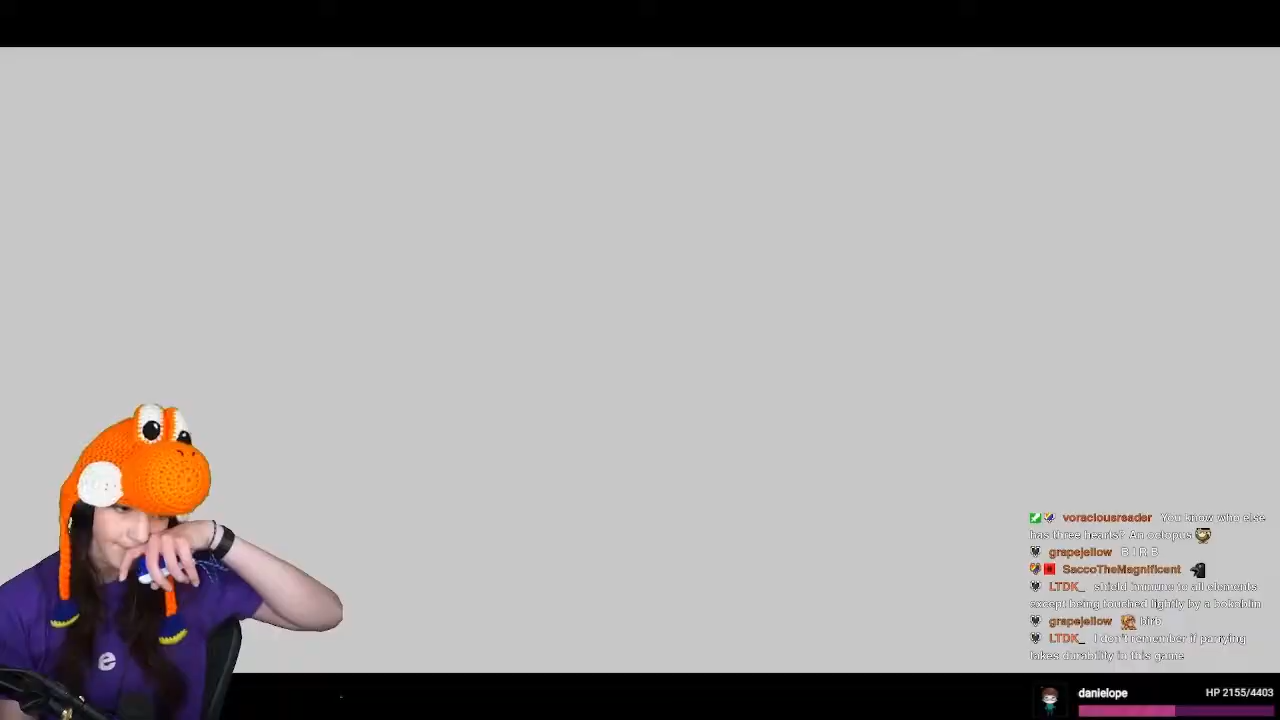 voraciousreader You know who else
has three hearts? An octopus
grapejellow B I R B
SaccoTheMagnificent
LTDK_ shield immune to all elements
except being touched lightly by a bokoblin
grapejellow birb
LTDK_ I don't remember if parrying
takes durability in this game
e
danielope HP 2155/4403